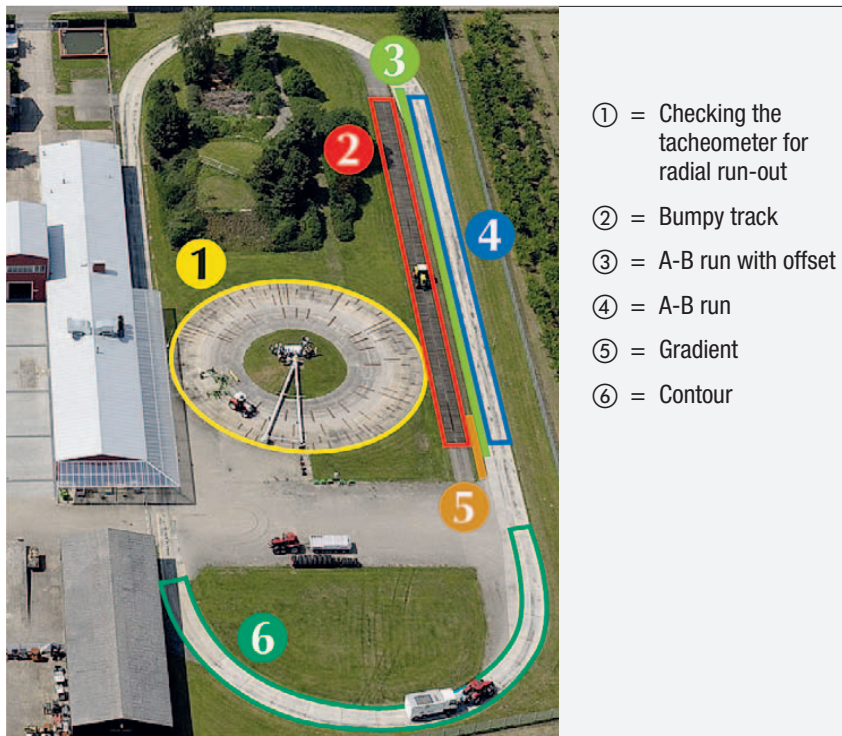 3
2
4
1
5
6
① = Checking the
tacheometer for
radial run-out
② = Bumpy track
③ = A-B run with offset
④ = A-B run
⑤ = Gradient
⑥ = Contour